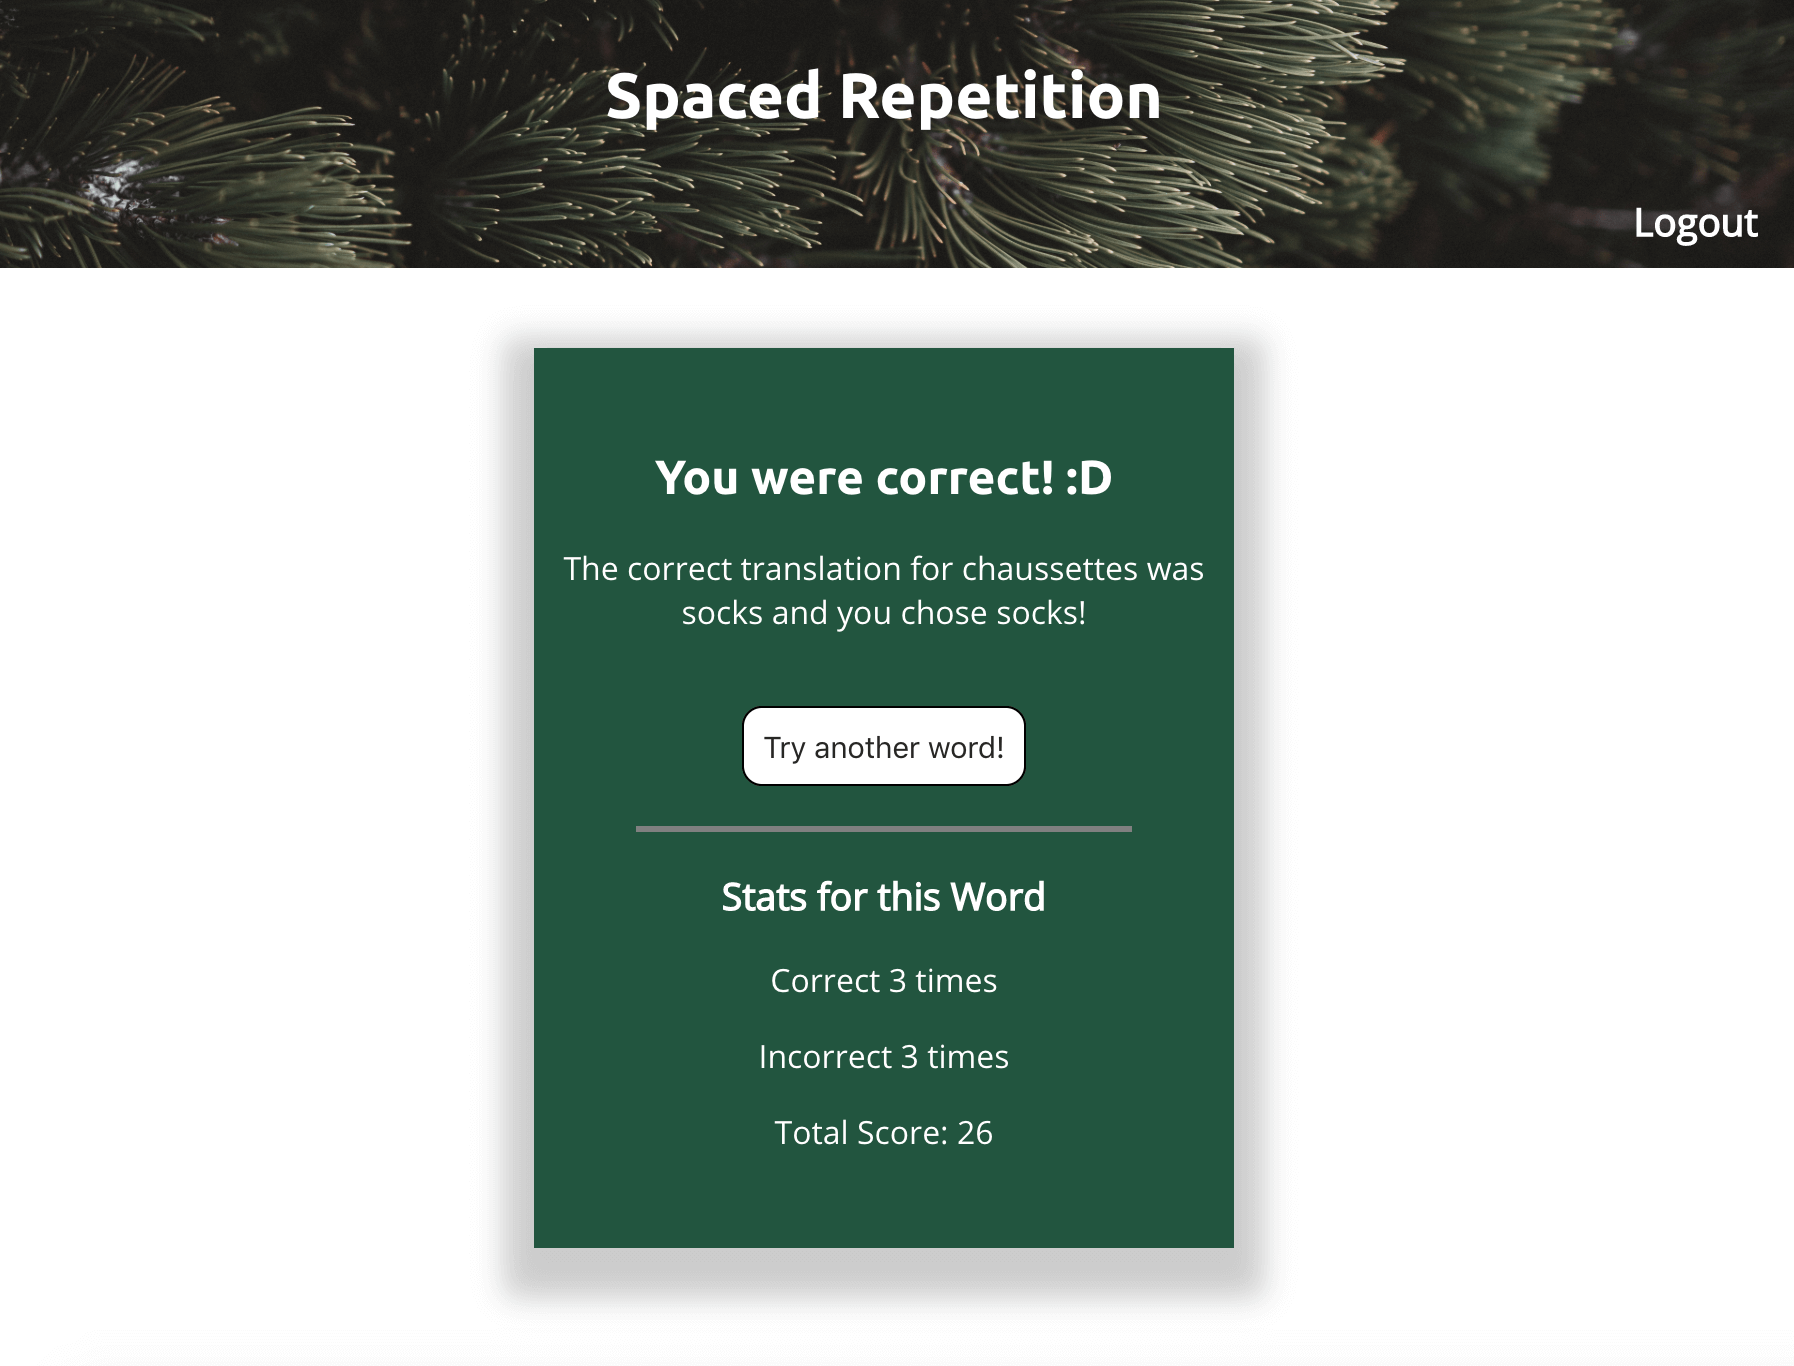 Spaced Repetition
Logout
You were correct! :D
The correct translation for chaussettes was
socks and you chose socks!
Try another word!
Stats for this Word
Correct 3 times
Incorrect 3 times
Total Score: 26